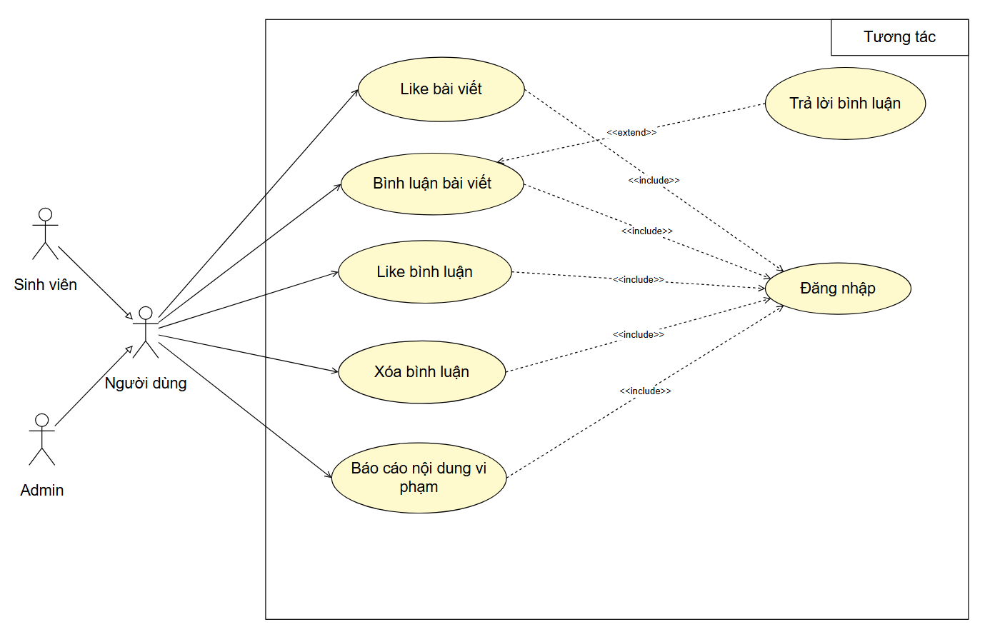 Tương tác
Like bài viết
Trả lời bình luận
<<extend>>
<<include>>
Bình luận bài viết
<<include>>
Like bình luận
<<include>>
Đăng nhập
Sinh viên
<<include>>
Xóa bình luận
Người dùng
<<include>>
Báo cáo nội dung vi
phạm
Admin